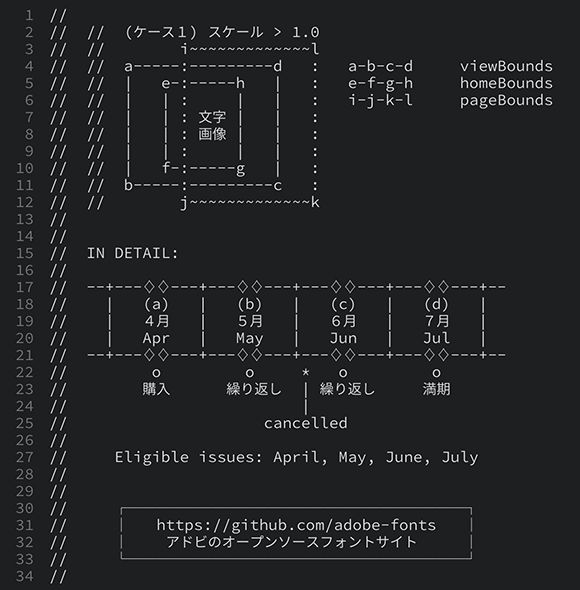 1 //
2 //  //  (ケース１) スケール > 1.0
3 //  //        i~~~~~~~~~~~~~l
4 //  //  a-----:---------d   :   a-b-c-d     viewBounds
5 //  //  |   e-:-----h   |   :   e-f-g-h     homeBounds
6 //  //  |   | :     |   |   :   i-j-k-l     pageBounds
7 //  //  |   | : 文字 |   |   :
8 //  //  |   | : 画像 |   |   :
9 //  //  |   | :     |   |   :
10 //  //  |   f-:-----g   |   :
11 //  //  b-----:---------c   :
12 //  //        j~~~~~~~~~~~~~k
13 //
14 //
15 //  IN DETAIL:
16 //
17 //  --+---♢♢---+---♢♢---+---♢♢---+---♢♢---+--
18 //    |   (a)   |   (b)   |   (c)   |   (d)   |
19 //    |   ４月   |   ５月   |   ６月   |   ７月   |
20 //    |   Apr   |   May   |   Jun   |   Jul   |
21 //  --+---♢♢---+---♢♢---+---♢♢---+---♢♢---+--
22 //         o         o     *   o         o
23 //        購入      繰り返し  | 繰り返し     満期
24 //                         |
25 //                     cancelled
26 //
27 //     Eligible issues: April, May, June, July
28 //
29 //
30 //      ┌─────────────────────────────────────┐
31 //      │   https://github.com/adobe-fonts    │
32 //      │    アドビのオープンソースフォントサイト     │
33 //      └─────────────────────────────────────┘
34 //